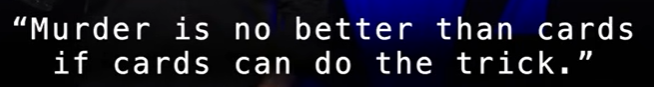 “Murder is no better than cards
if cards can do the trick.”